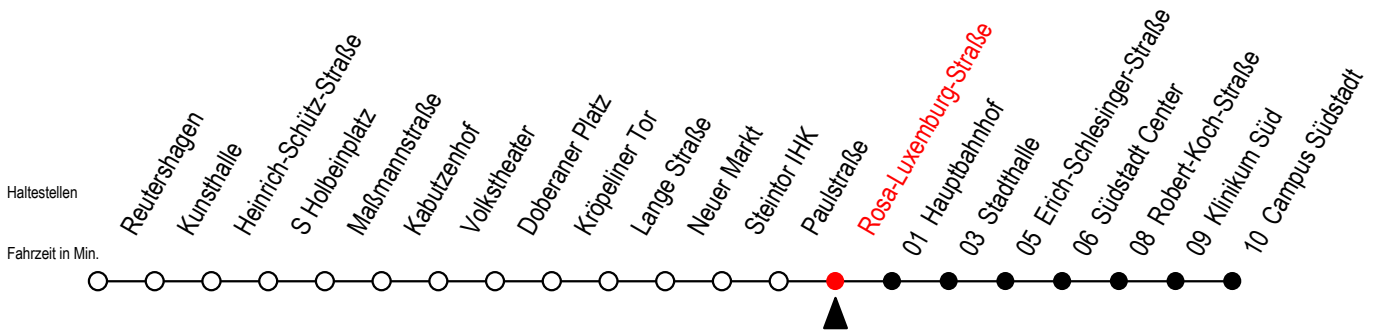 Haltestellen
Fahrzeit in Min.
Reutershagen
Kunsthalle
Heinrich-Schütz-Straße
S Holbeinplatz
Maßmannstraße
Kabutzenhof
Volkstheater
Doberaner Platz
Kröpeliner Tor
Lange Straße
Neuer Markt
Steintor IHK
Paulstraße
Rosa-Luxemburg-Straße
01 Hauptbahnhof
03 Stadthalle
05 Erich-Schlesinger-Straße
06 Südstadt Center
08 Robert-Koch-Straße
09 Klinikum Süd
10 Campus Südstadt